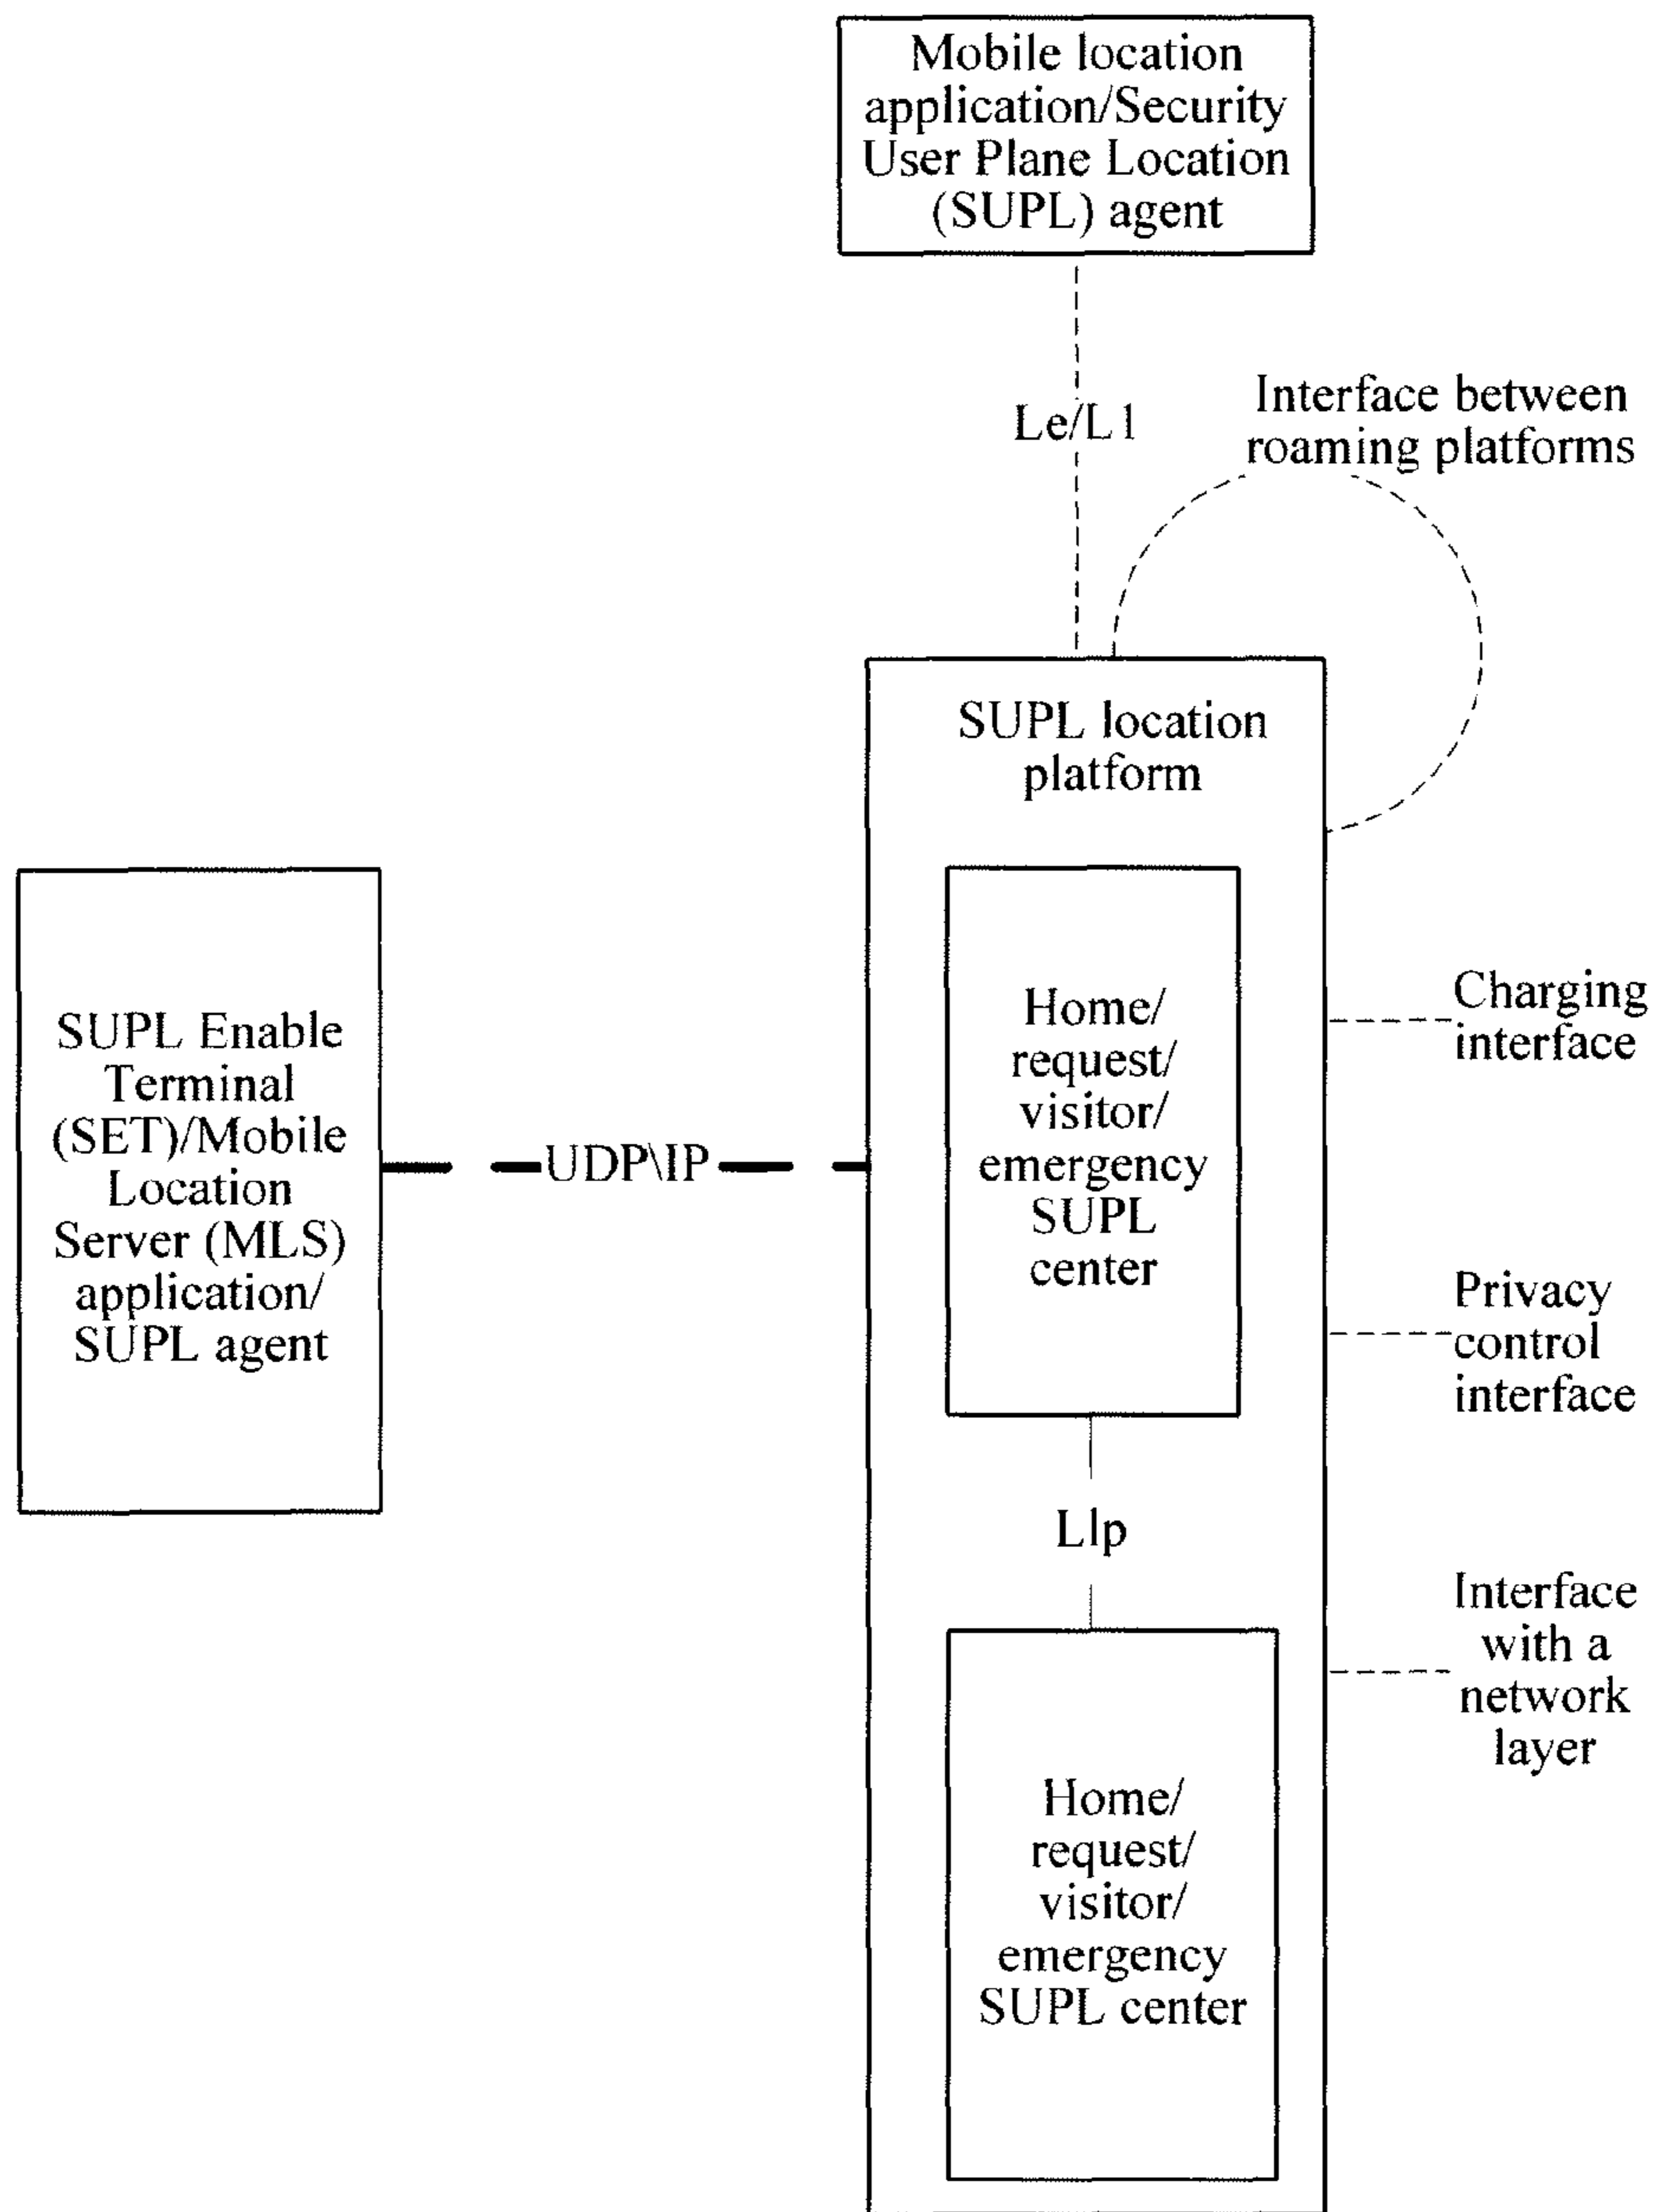 Mobile location
application/Security
User Plane Location
(SUPL) agent
Le/L1
Interface between
roaming platforms
SUPL location
platform
SUPL Enable
Terminal
(SET)/Mobile
Location
Server (MLS)
application/
SUPL agent
UDP\IP
Home/
request/
visitor/
emergency
SUPL
center
Charging
interface
Privacy
control
interface
Llp
Interface
with a
network
layer
Home/
request/
visitor/
emergency
SUPL center